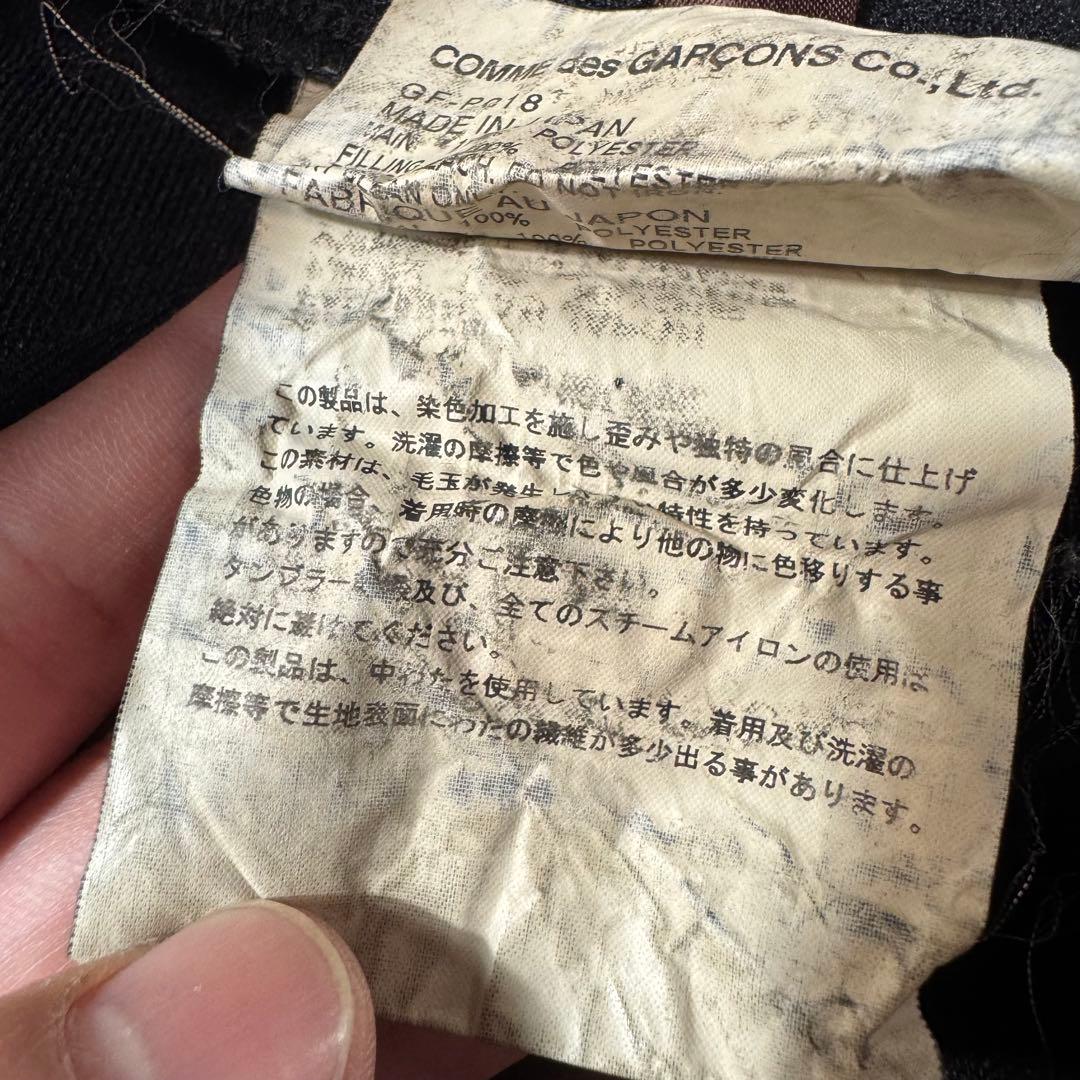 COMME des GARÇONS Co., Ltd.
GF-P018
MADE IN JAPAN
100% POLYESTER
FILLING
FABRIQUE AU JAPON
100% POLYESTER
100% POLYESTER
この製品は、染色加工を施し歪みや独特の風合に仕上げ
ています。洗濯の摩擦等で色や風合が多少変化します。
この素材は、毛玉が発生 特性を持っています。
色物の場合、着用時の摩擦により他の物に色移りする事
がありますので充分ご注意下さい。
タンブラー 及び、全てのスチームアイロンの使用は
絶対に避けてください。
この製品は、中わたを使用しています。着用及び洗濯の
摩擦等で生地表面にわたの繊維が多少出る事があります。